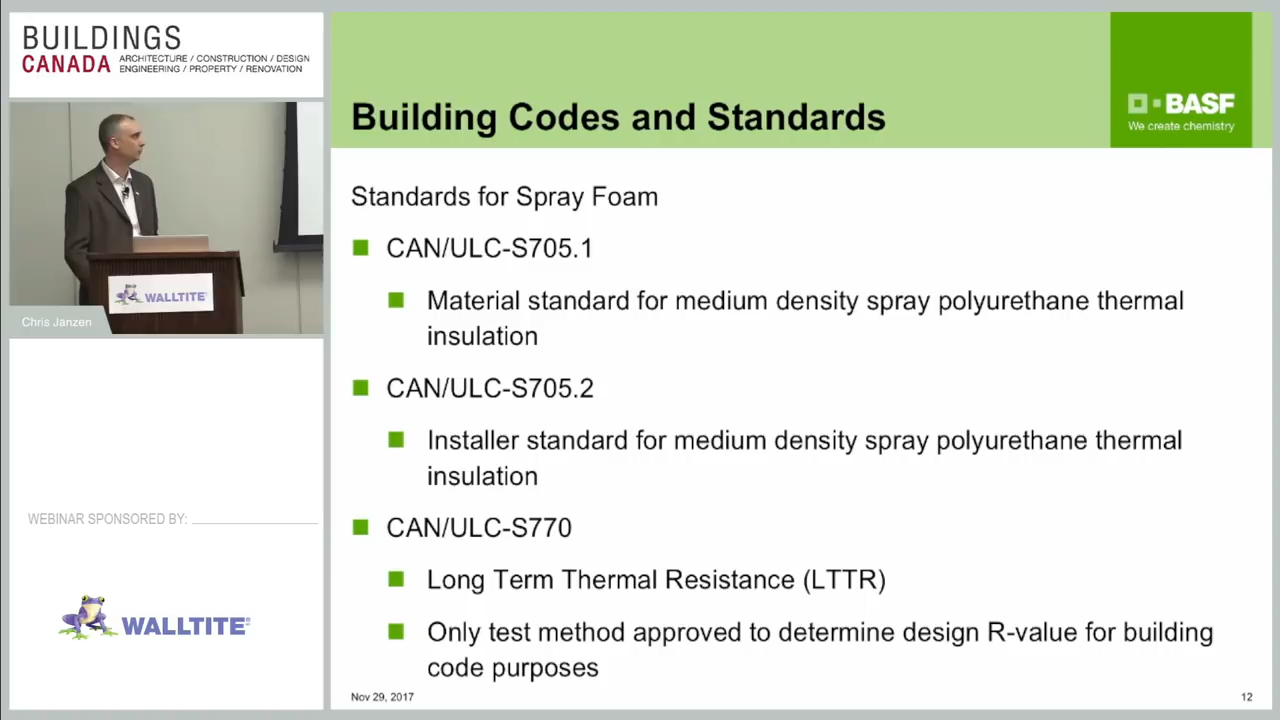 BUILDINGS
CANADA
ARCHITECTURE / CONSTRUCTION / DESIGN
ENGINEERING / PROPERTY / RENOVATION
WALLTITE
Chris Janzen
WEBINAR SPONSORED BY:
WALLTITE®
Building Codes and Standards
BASF
We create chemistry
Standards for Spray Foam
CAN/ULC-S705.1
Material standard for medium density spray polyurethane thermal
insulation
CAN/ULC-S705.2
Installer standard for medium density spray polyurethane thermal
insulation
CAN/ULC-S770
Long Term Thermal Resistance (LTTR)
Only test method approved to determine design R-value for building
code purposes
Nov 29, 2017
12